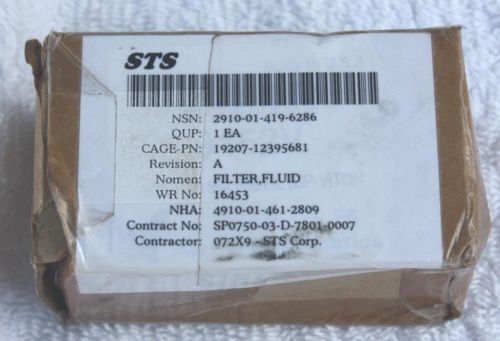 STS
NSN: 2910-01-419-6286
QUP: 1 EA
CAGE-PN: 19207-12395681
Revision: A
Nomen: FILTER,FLUID
WR No: 16453
NHA: 4910-01-461-2809
Contract No: SP0750-03-D-7801-0007
Contractor: 072X9 - STS Corp.